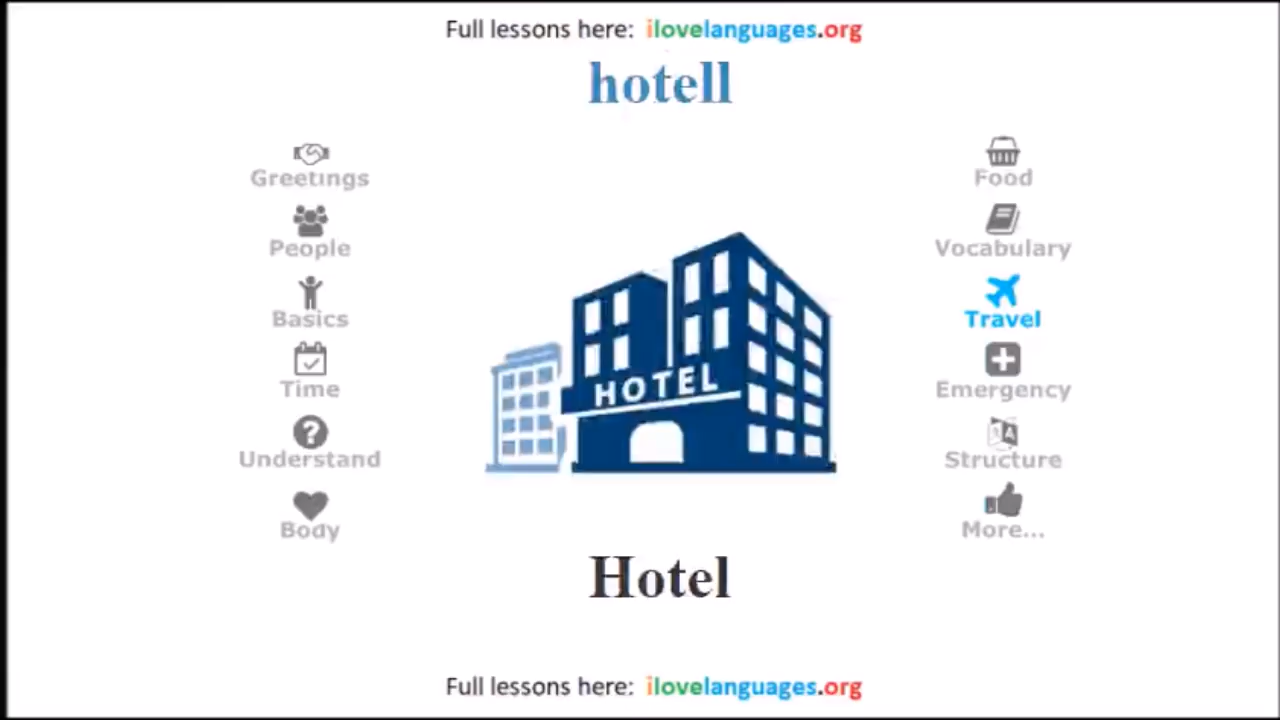 Full lessons here: ilovelanguages.org
hotell
Greetings
Food
People
Vocabulary
Basics
Travel
Time
Emergency
Understand
Structure
Body
More...
HOTEL
Hotel
Full lessons here: ilovelanguages.org